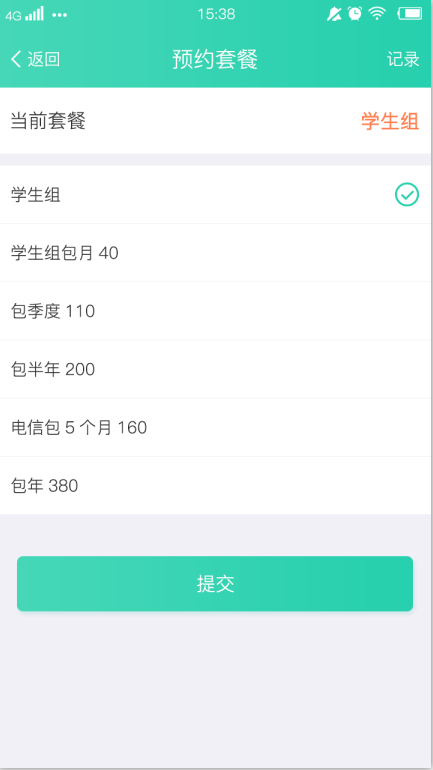 4G 15:38
返回 预约套餐 记录
当前套餐 学生组
学生组
学生组包月 40
包季度 110
包半年 200
电信包 5 个月 160
包年 380
提交